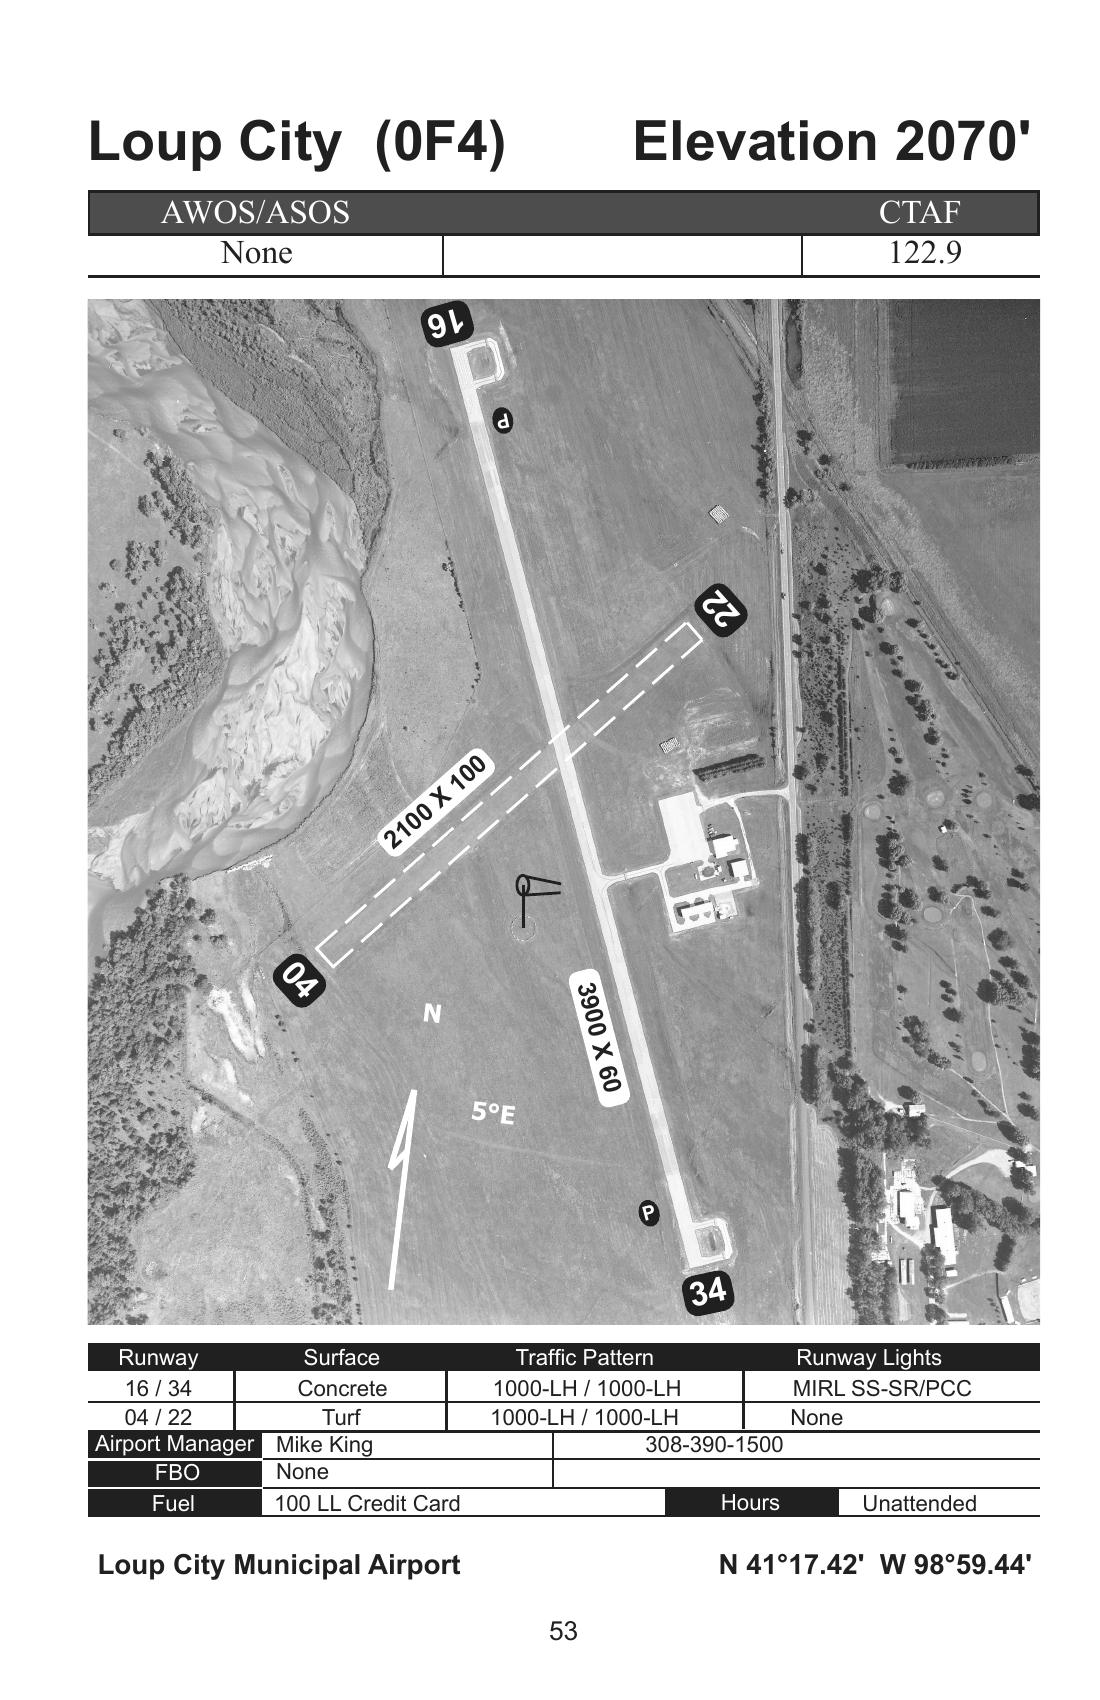 Loup City (0F4) Elevation 2070'
AWOS/ASOS CTAF
None 122.9
16
P
22
2100 X 100
04
N
3900 X 60
5°E
P
34
Runway Surface Traffic Pattern Runway Lights
16 / 34 Concrete 1000-LH / 1000-LH MIRL SS-SR/PCC
04 / 22 Turf 1000-LH / 1000-LH None
Airport Manager Mike King 308-390-1500
FBO None
Fuel 100 LL Credit Card Hours Unattended
Loup City Municipal Airport N 41°17.42' W 98°59.44'
53